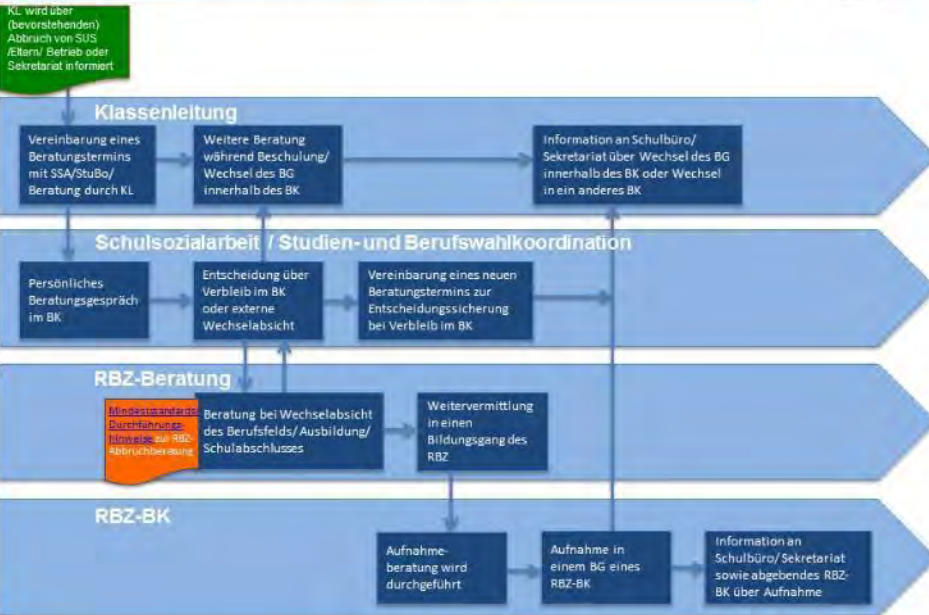 KL wird über
(bevorstehenden)
Abbruch von SUS
/Eltern/ Betrieb oder
Sekretariat informiert
Klassenleitung
Vereinbarung eines
Beratungstermins
mit SSA/StuBo/
Beratung durch KL
Weitere Beratung
während Beschulung/
Wechsel des BG
innerhalb des BK
Information an Schulbüro/
Sekretariat über Wechsel des BG
innerhalb des BK oder Wechsel
in ein anderes BK
Schulsozialarbeit / Studien- und Berufswahlkoordination
Persönliches
Beratungsgespräch
im BK
Entscheidung über
Verbleib im BK
oder externe
Wechselabsicht
Vereinbarung eines neuen
Beratungstermins zur
Entscheidungssicherung
bei Verbleib im BK
RBZ-Beratung
Mindeststandards
Durchführungs-
hinweise zur RBZ-
Abbruchberatung
Beratung bei Wechselabsicht
des Berufsfelds/ Ausbildung/
Schulabschlusses
Weitervermittlung
in einen
Bildungsgang des
RBZ
RBZ-BK
Aufnahme-
beratung wird
durchgeführt
Aufnahme in
einem BG eines
RBZ-BK
Information an
Schulbüro/ Sekretariat
sowie abgebendes RBZ-
BK über Aufnahme